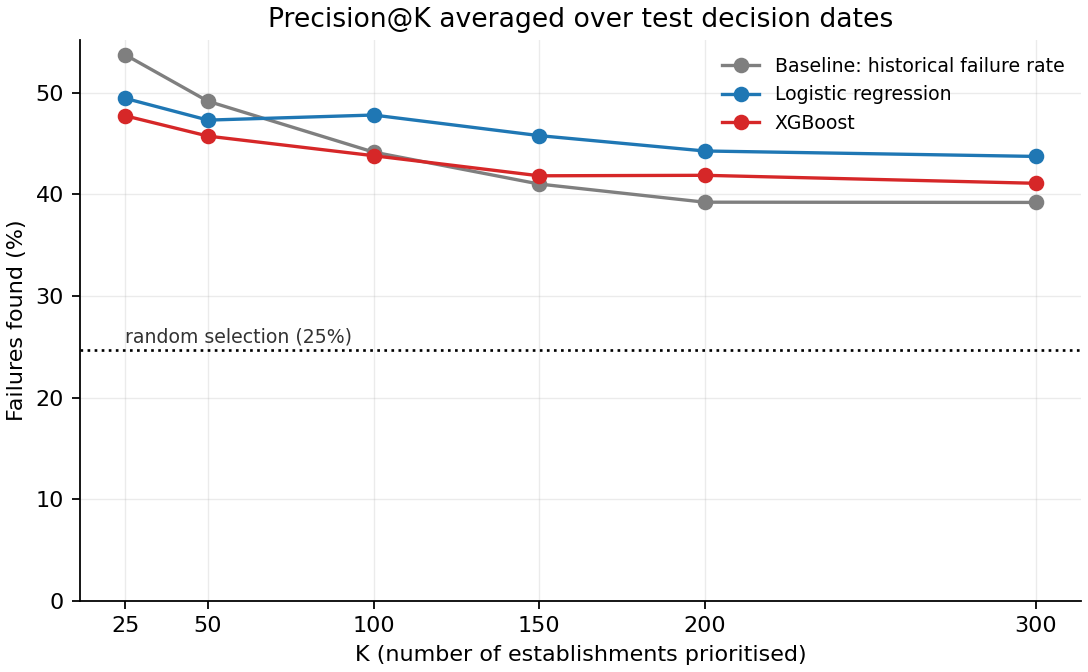 Precision@K averaged over test decision dates
Baseline: historical failure rate
Logistic regression
XGBoost
Failures found (%)
50
40
30
20
10
0
random selection (25%)
25 50 100 150 200 300
K (number of establishments prioritised)